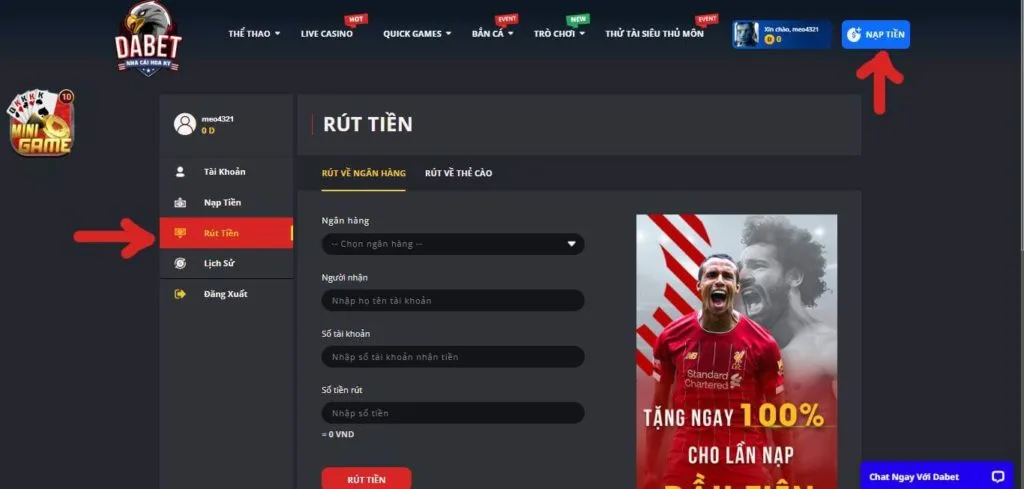 DABET
NHÀ CÁI HOA KỲ
THỂ THAO
LIVE CASINO
HOT
QUICK GAMES
BẮN CÁ
EVENT
TRÒ CHƠI
NEW
THỬ TÀI SIÊU THỦ MÔN
EVENT
Xin chào, meo4321
0
NẠP TIỀN
10
MINI
GAME
meo4321
0 D
Tài Khoản
Nạp Tiền
Rút Tiền
Lịch Sử
Đăng Xuất
RÚT TIỀN
RÚT VỀ NGÂN HÀNG
RÚT VỀ THẺ CÀO
Ngân hàng
-- Chọn ngân hàng --
Người nhận
Nhập họ tên tài khoản
Số tài khoản
Nhập số tài khoản nhận tiền
Số tiền rút
Nhập số tiền
= 0 VND
RÚT TIỀN
Standard
Chartered
TẶNG NGAY 100%
CHO LẦN NẠP
ĐẦU TIÊN
Chat Ngay Với Dabet